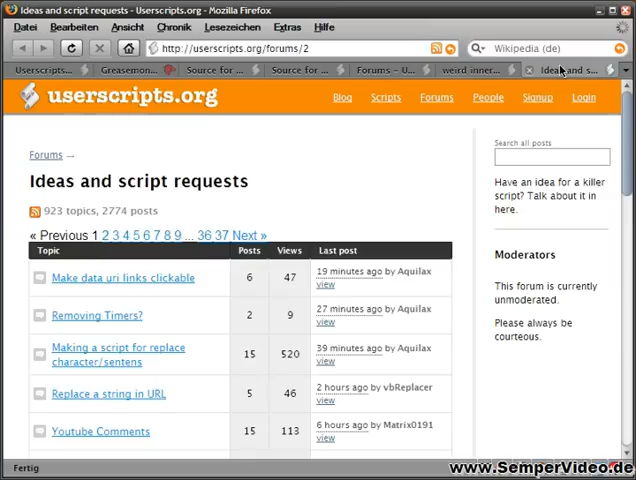 Ideas and script requests - Userscripts.org - Mozilla Firefox
Datei Bearbeiten Ansicht Chronik Lesezeichen Extras Hilfe
http://userscripts.org/forums/2 Wikipedia (de)
Userscripts... Greasemon... Source for ... Source for ... Forums – U... weird inner...
userscripts.org
Blog Scripts Forums People Signup Login
Forums →
Ideas and script requests
923 topics, 2774 posts
« Previous 1 2 3 4 5 6 7 8 9 ... 36 37 Next »
Topic Posts Views Last post
Make data uri links clickable 6 47 19 minutes ago by Aquilax
view
Removing Timers? 2 9 27 minutes ago by Aquilax
view
Making a script for replace
character/sentens 15 520 39 minutes ago by Aquilax
view
Replace a string in URL 5 46 2 hours ago by vbReplacer
view
Youtube Comments 15 113 6 hours ago by Matrix0191
view
Search all posts
Have an idea for a killer
script? Talk about it in
here.
Moderators
This forum is currently
unmoderated.
Please always be
courteous.
Fertig
www.SemperVideo.de